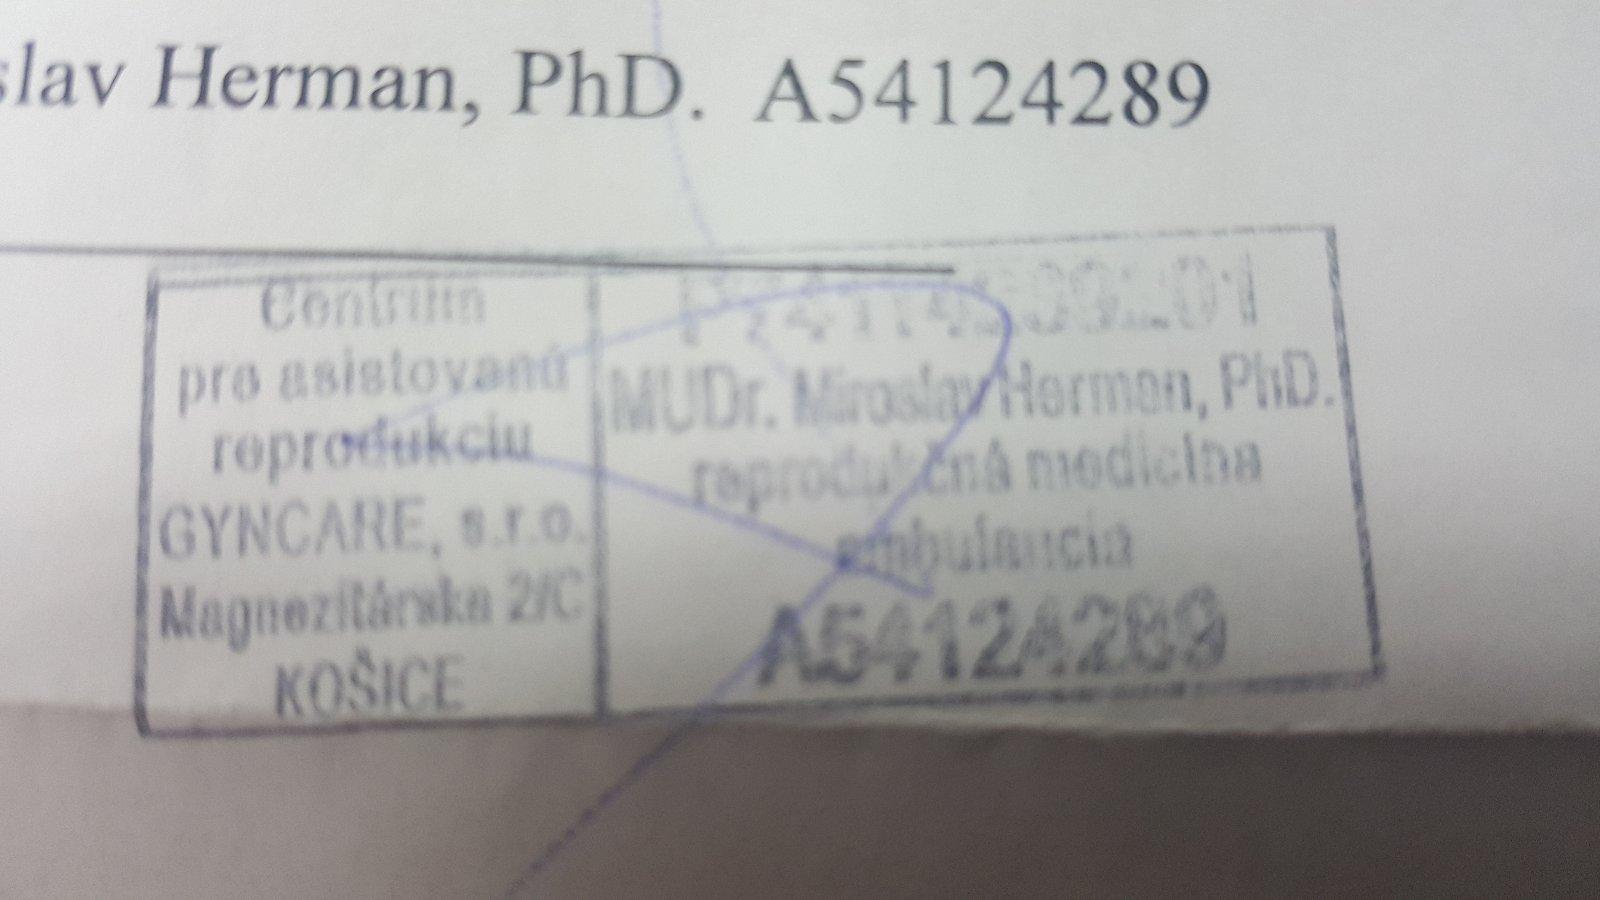 Herman, PhD. A54124289
Centrum
pre asistovanú
reprodukciu
GYNCARE, s.r.o.
Magnezitárska 2/C
KOŠICE
MUDr. Miroslav Herman, PhD.
reprodukčná medicína
ambulancia
A54124289